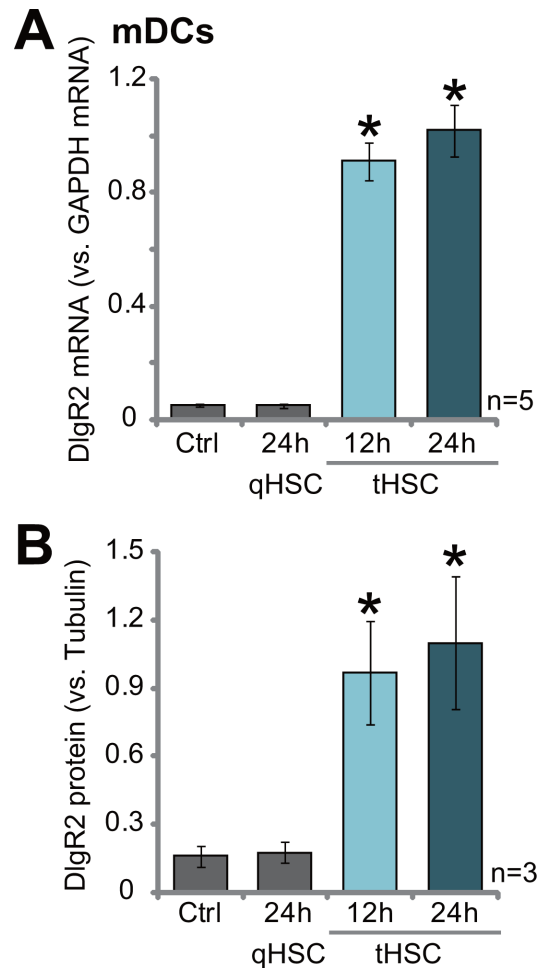 A mDCs
DIgR2 mRNA (vs. GAPDH mRNA)
1.2
0.8
0.4
0
* *
n=5
Ctrl 24h 12h 24h
qHSC tHSC
B
DIgR2 protein (vs. Tubulin)
1.5
1.2
0.9
0.6
0.3
0
* *
n=3
Ctrl 24h 12h 24h
qHSC tHSC